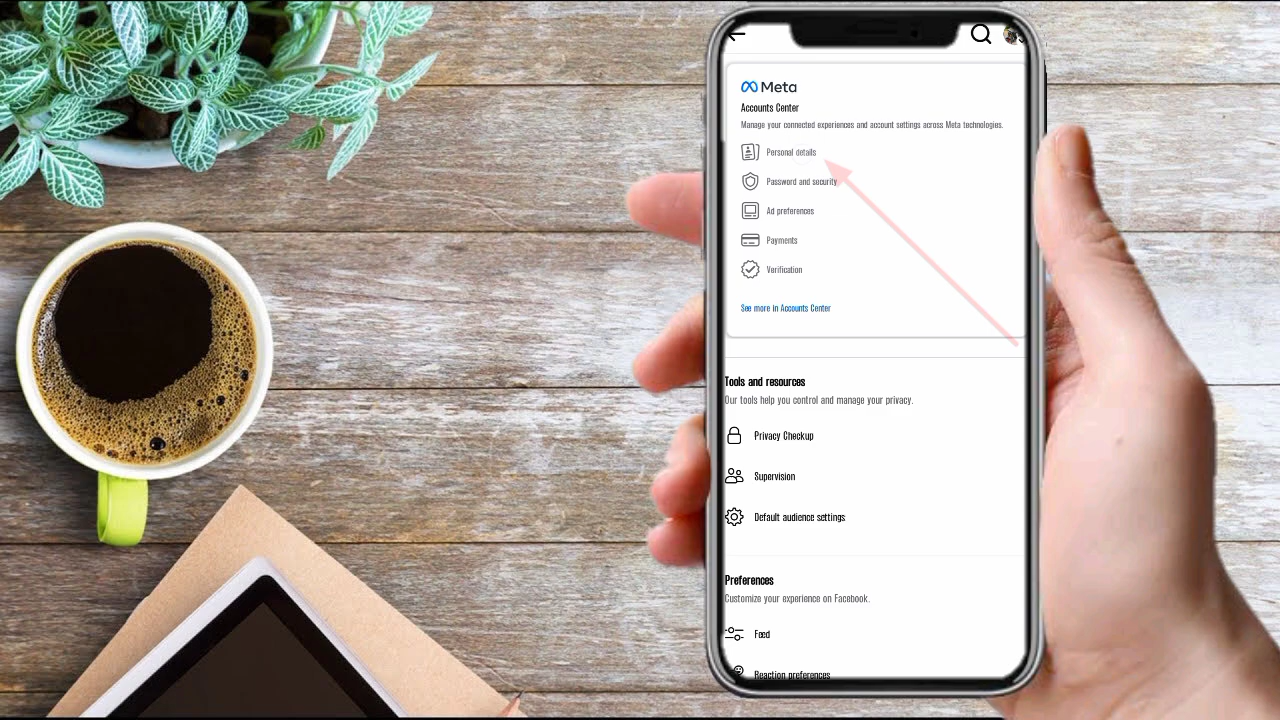 Meta
Accounts Center
Manage your connected experiences and account settings across Meta technologies.
Personal details
Password and security
Ad preferences
Payments
Verification
See more in Accounts Center
Tools and resources
Our tools help you control and manage your privacy.
Privacy Checkup
Supervision
Default audience settings
Preferences
Customize your experience on Facebook.
Feed
Reaction preferences